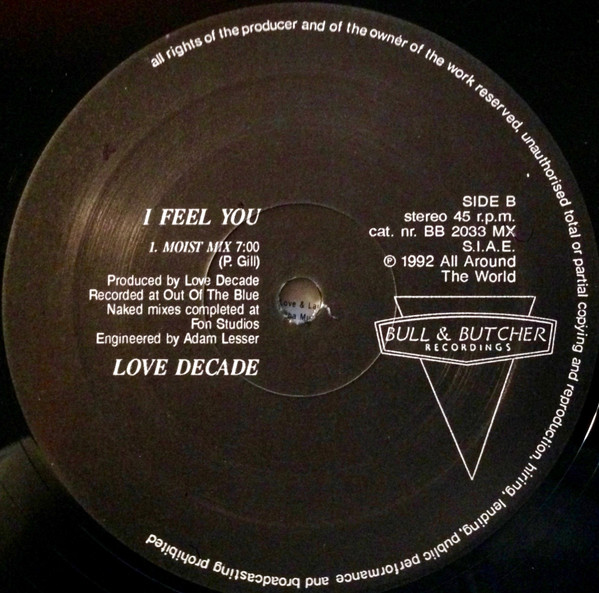 all rights of the producer and of the owner of the work reserved, unauthorised total or partial copying and reproduction, hiring, lending, public performance and broadcasting prohibited
I FEEL YOU
1. MOIST MIX 7:00
(P. Gill)
Produced by Love Decade
Recorded at Out Of The Blue
Naked mixes completed at
Fon Studios
Engineered by Adam Lesser
LOVE DECADE
SIDE B
stereo 45 r.p.m.
cat. nr. BB 2033 MX
S.I.A.E.
℗ 1992 All Around
The World
BULL & BUTCHER
RECORDINGS